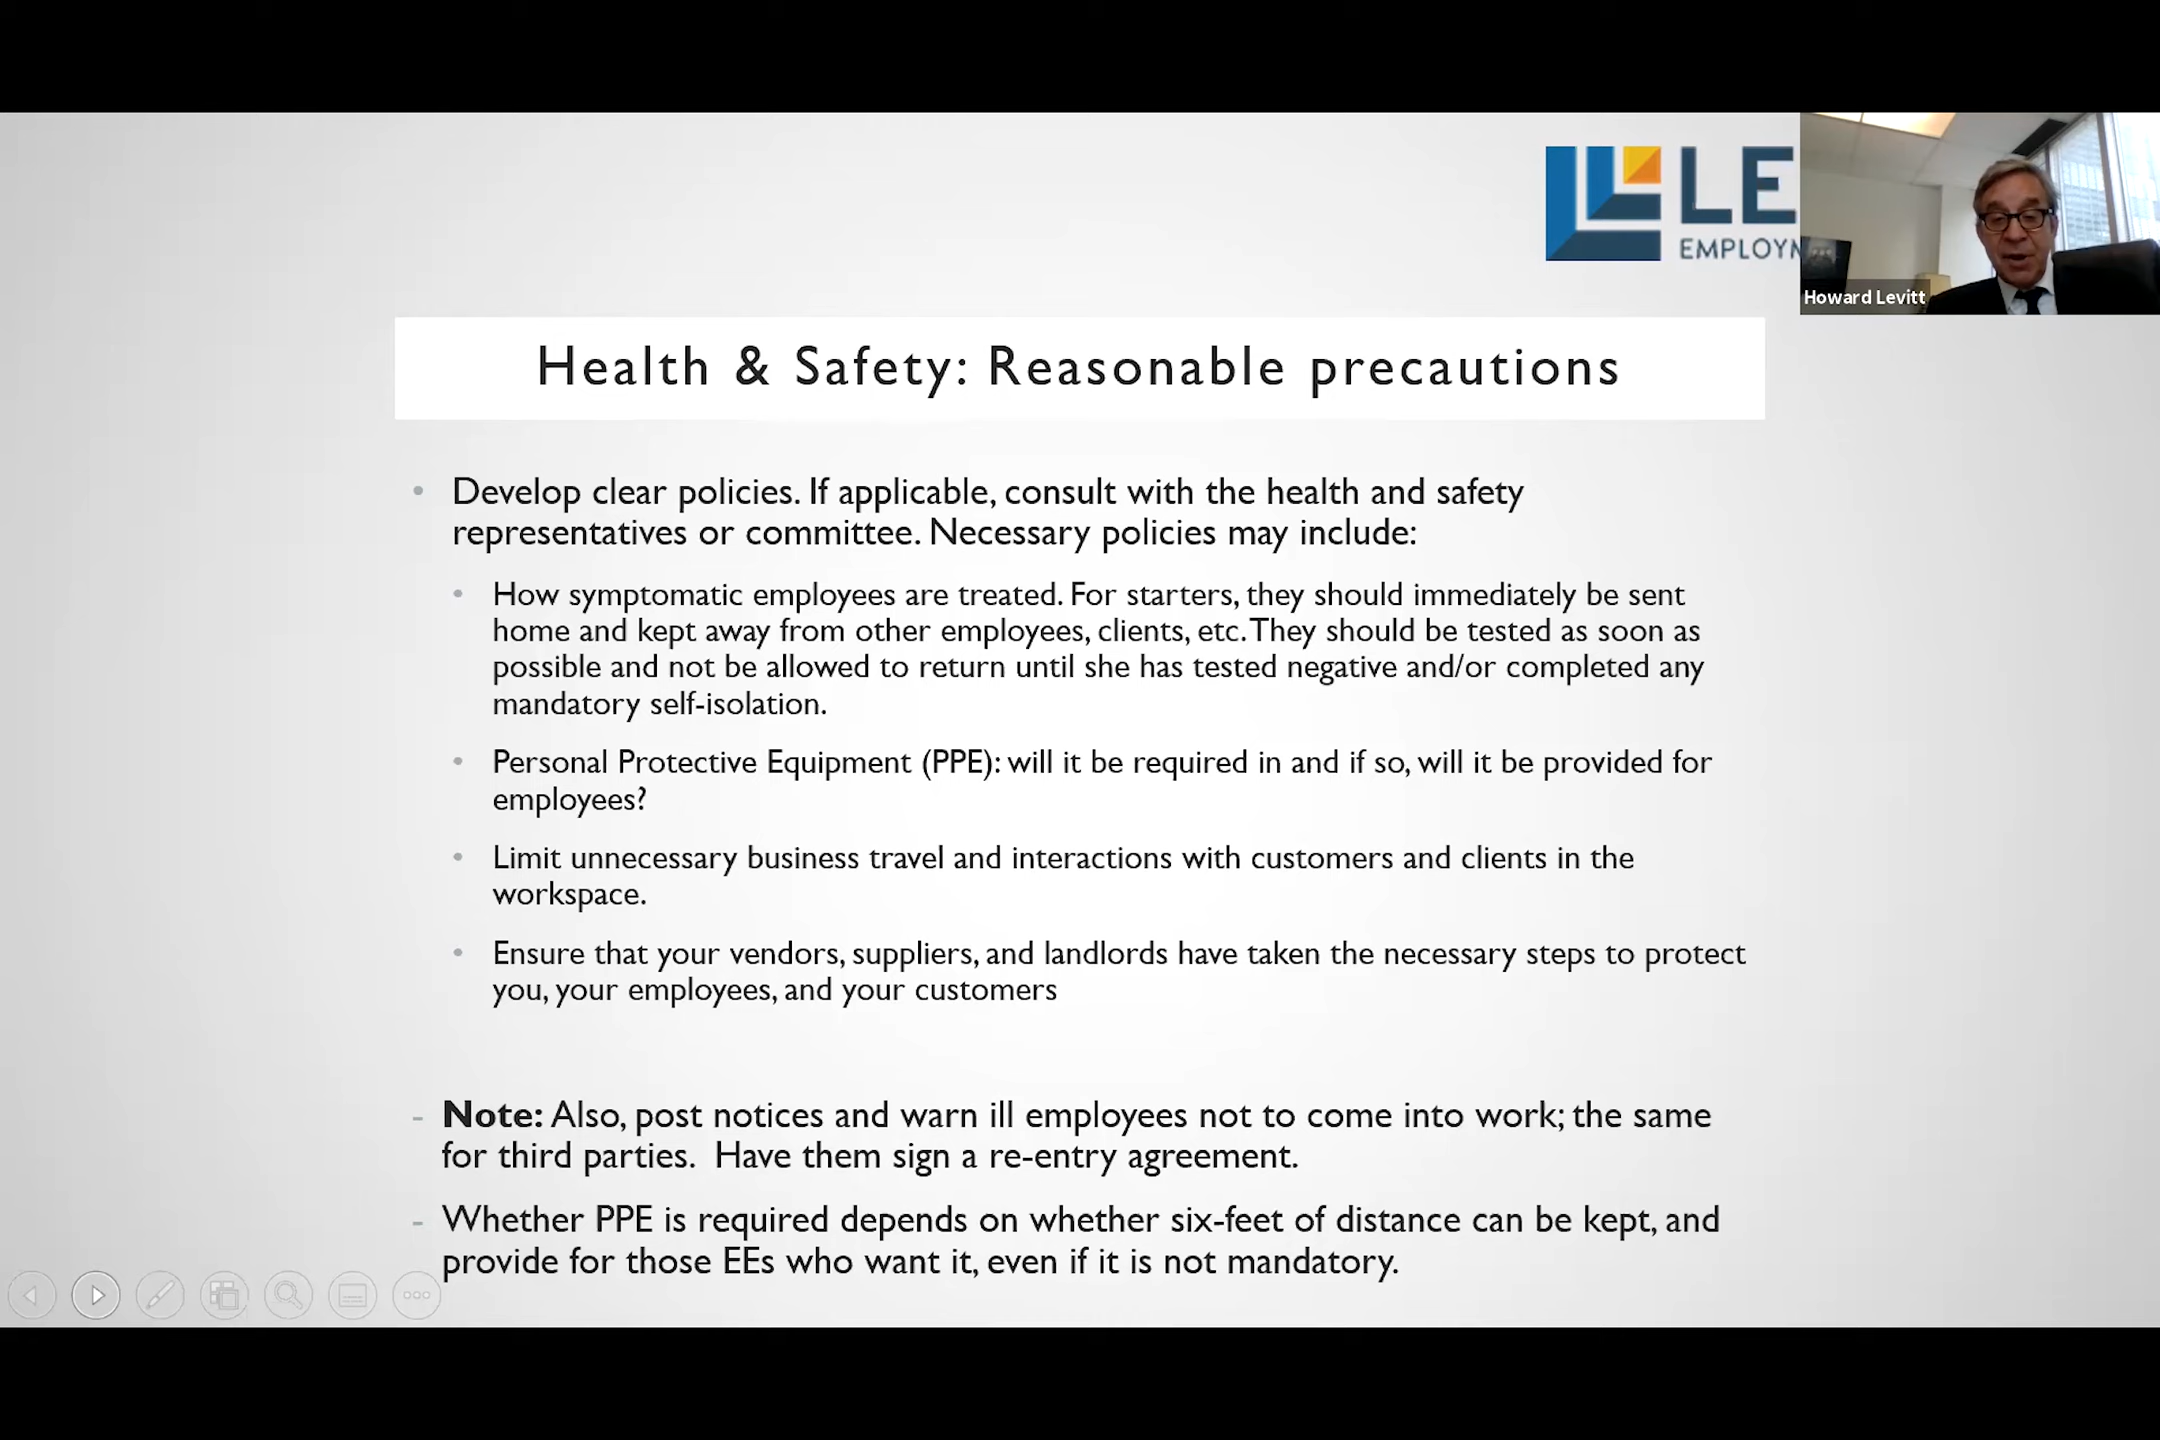 LE
EMPLOYM
Howard Levitt
Health & Safety: Reasonable precautions
• Develop clear policies. If applicable, consult with the health and safety
representatives or committee. Necessary policies may include:
• How symptomatic employees are treated. For starters, they should immediately be sent
home and kept away from other employees, clients, etc. They should be tested as soon as
possible and not be allowed to return until she has tested negative and/or completed any
mandatory self-isolation.
• Personal Protective Equipment (PPE): will it be required in and if so, will it be provided for
employees?
• Limit unnecessary business travel and interactions with customers and clients in the
workspace.
• Ensure that your vendors, suppliers, and landlords have taken the necessary steps to protect
you, your employees, and your customers
- Note: Also, post notices and warn ill employees not to come into work; the same
for third parties. Have them sign a re-entry agreement.
- Whether PPE is required depends on whether six-feet of distance can be kept, and
provide for those EEs who want it, even if it is not mandatory.